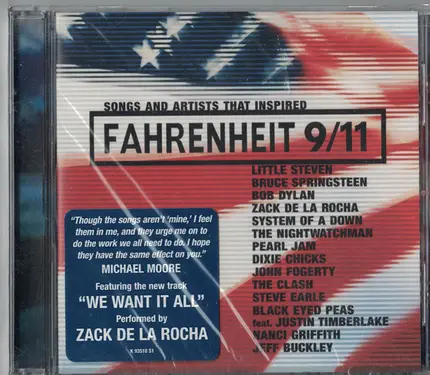 SONGS AND ARTISTS THAT INSPIRED
FAHRENHEIT 9/11
LITTLE STEVEN
BRUCE SPRINGSTEEN
BOB DYLAN
ZACK DE LA ROCHA
SYSTEM OF A DOWN
THE NIGHTWATCHMAN
PEARL JAM
DIXIE CHICKS
JOHN FOGERTY
THE CLASH
STEVE EARLE
BLACK EYED PEAS
feat. JUSTIN TIMBERLAKE
NANCI GRIFFITH
JEFF BUCKLEY
"Though the songs aren't 'mine,' I feel
them in me, and they urge me on to
do the work we all need to do. I hope
they have the same effect on you."
MICHAEL MOORE
Featuring the new track
"WE WANT IT ALL"
Performed by
ZACK DE LA ROCHA
K 93510 S1